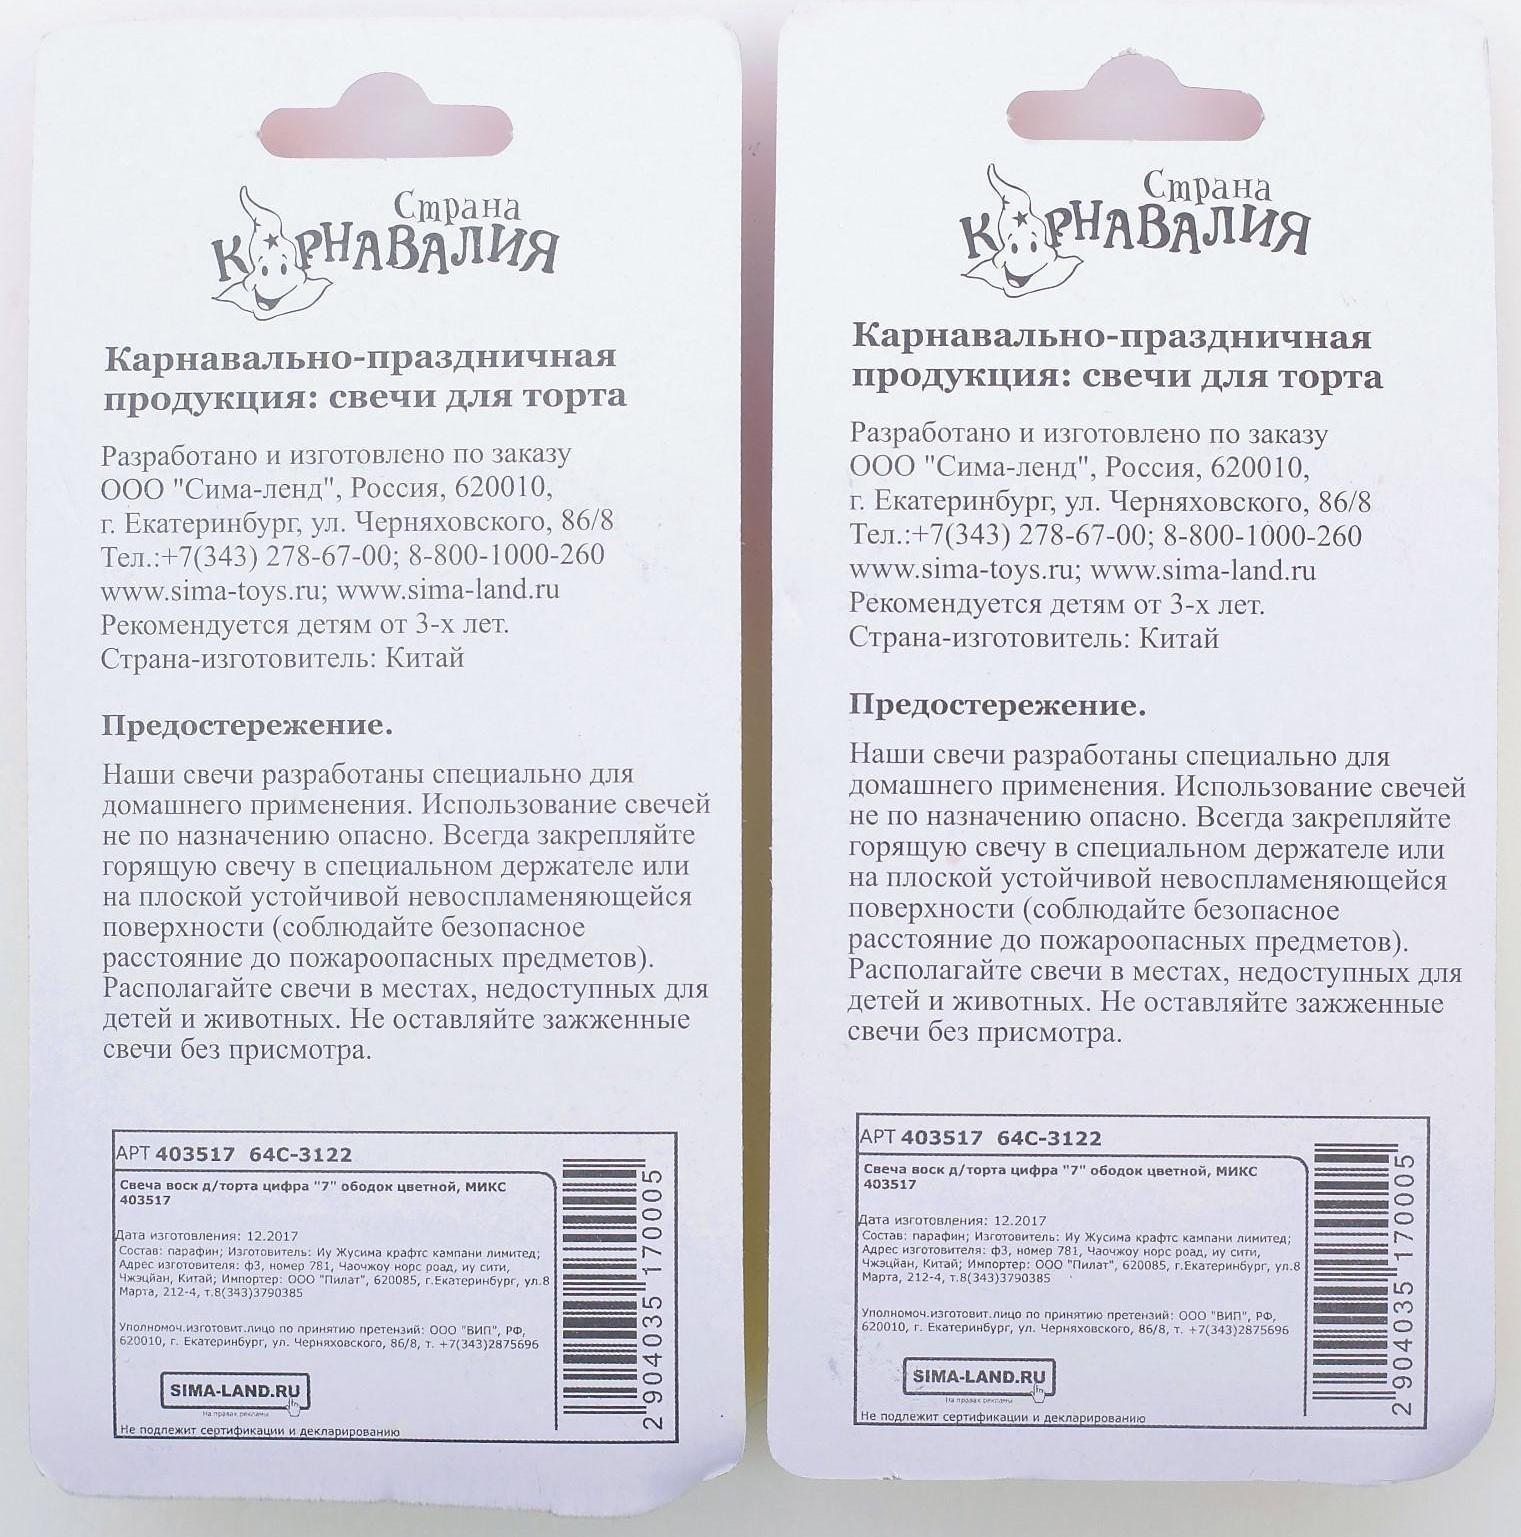 Страна
КАРНАВАЛИЯ
Карнавально-праздничная
продукция: свечи для торта
Разработано и изготовлено по заказу
ООО "Сима-ленд", Россия, 620010,
г. Екатеринбург, ул. Черняховского, 86/8
Тел.:+7(343) 278-67-00; 8-800-1000-260
www.sima-toys.ru; www.sima-land.ru
Рекомендуется детям от 3-х лет.
Страна-изготовитель: Китай
Предостережение.
Наши свечи разработаны специально для
домашнего применения. Использование свечей
не по назначению опасно. Всегда закрепляйте
горящую свечу в специальном держателе или
на плоской устойчивой невоспламеняющейся
поверхности (соблюдайте безопасное
расстояние до пожароопасных предметов).
Располагайте свечи в местах, недоступных для
детей и животных. Не оставляйте зажженные
свечи без присмотра.
АРТ 403517 64С-3122
Свеча воск д/торта цифра "7" ободок цветной, МИКС
403517
Дата изготовления: 12.2017
Состав: парафин; Изготовитель: Иу Жусима крафтс кампани лимитед;
Адрес изготовителя: ф3, номер 781, Чаочжоу норс роад, иу сити,
Чжэцйан, Китай; Импортер: ООО "Пилат", 620085, г.Екатеринбург, ул.8
Марта, 212-4, т.8(343)3790385
Уполномоч.изготовит.лицо по принятию претензий: ООО "ВИП", РФ,
620010, г. Екатеринбург, ул. Черняховского, 86/8, т. +7(343)2875696
SIMA-LAND.RU
На правах рекламы
Не подлежит сертификации и декларированию
2904035170005
Страна
КАРНАВАЛИЯ
Карнавально-праздничная
продукция: свечи для торта
Разработано и изготовлено по заказу
ООО "Сима-ленд", Россия, 620010,
г. Екатеринбург, ул. Черняховского, 86/8
Тел.:+7(343) 278-67-00; 8-800-1000-260
www.sima-toys.ru; www.sima-land.ru
Рекомендуется детям от 3-х лет.
Страна-изготовитель: Китай
Предостережение.
Наши свечи разработаны специально для
домашнего применения. Использование свечей
не по назначению опасно. Всегда закрепляйте
горящую свечу в специальном держателе или
на плоской устойчивой невоспламеняющейся
поверхности (соблюдайте безопасное
расстояние до пожароопасных предметов).
Располагайте свечи в местах, недоступных для
детей и животных. Не оставляйте зажженные
свечи без присмотра.
АРТ 403517 64С-3122
Свеча воск д/торта цифра "7" ободок цветной, МИКС
403517
Дата изготовления: 12.2017
Состав: парафин; Изготовитель: Иу Жусима крафтс кампани лимитед;
Адрес изготовителя: ф3, номер 781, Чаочжоу норс роад, иу сити,
Чжэцйан, Китай; Импортер: ООО "Пилат", 620085, г.Екатеринбург, ул.8
Марта, 212-4, т.8(343)3790385
Уполномоч.изготовит.лицо по принятию претензий: ООО "ВИП", РФ,
620010, г. Екатеринбург, ул. Черняховского, 86/8, т. +7(343)2875696
SIMA-LAND.RU
На правах рекламы
Не подлежит сертификации и декларированию
2904035170005